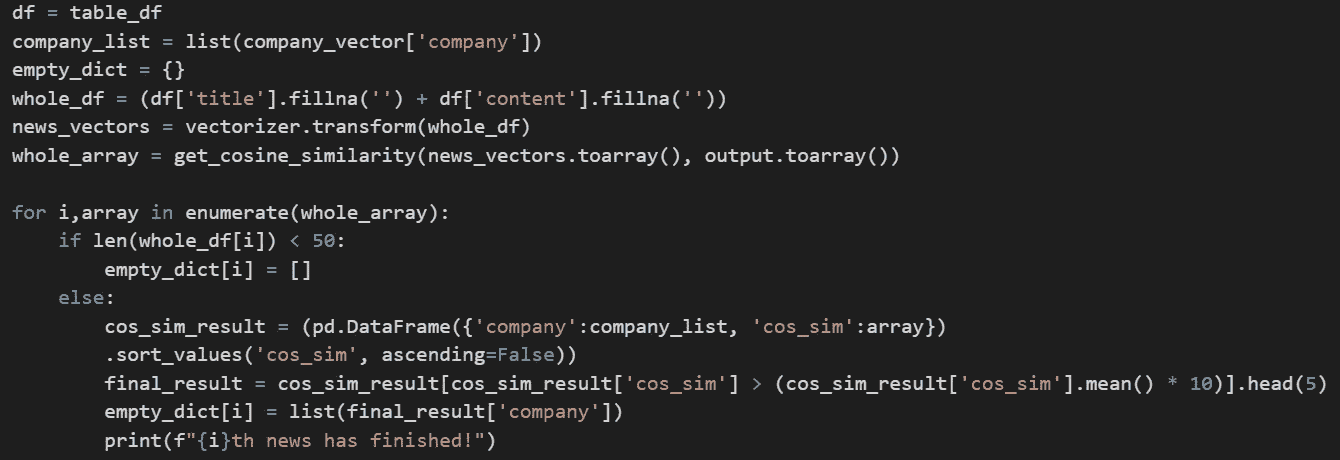 df = table_df
company_list = list(company_vector['company'])
empty_dict = {}
whole_df = (df['title'].fillna('') + df['content'].fillna(''))
news_vectors = vectorizer.transform(whole_df)
whole_array = get_cosine_similarity(news_vectors.toarray(), output.toarray())

for i,array in enumerate(whole_array):
    if len(whole_df[i]) < 50:
        empty_dict[i] = []
    else:
        cos_sim_result = (pd.DataFrame({'company':company_list, 'cos_sim':array})
        .sort_values('cos_sim', ascending=False))
        final_result = cos_sim_result[cos_sim_result['cos_sim'] > (cos_sim_result['cos_sim'].mean() * 10)].head(5)
        empty_dict[i] = list(final_result['company'])
        print(f"{i}th news has finished!")